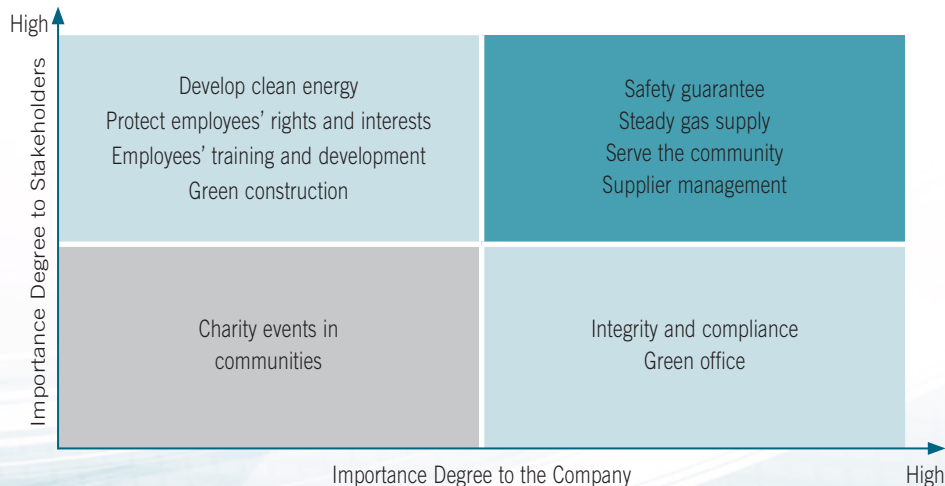 High
Importance Degree to Stakeholders
Develop clean energy
Protect employees' rights and interests
Employees' training and development
Green construction
Safety guarantee
Steady gas supply
Serve the community
Supplier management
Charity events in
communities
Integrity and compliance
Green office
Importance Degree to the Company
High